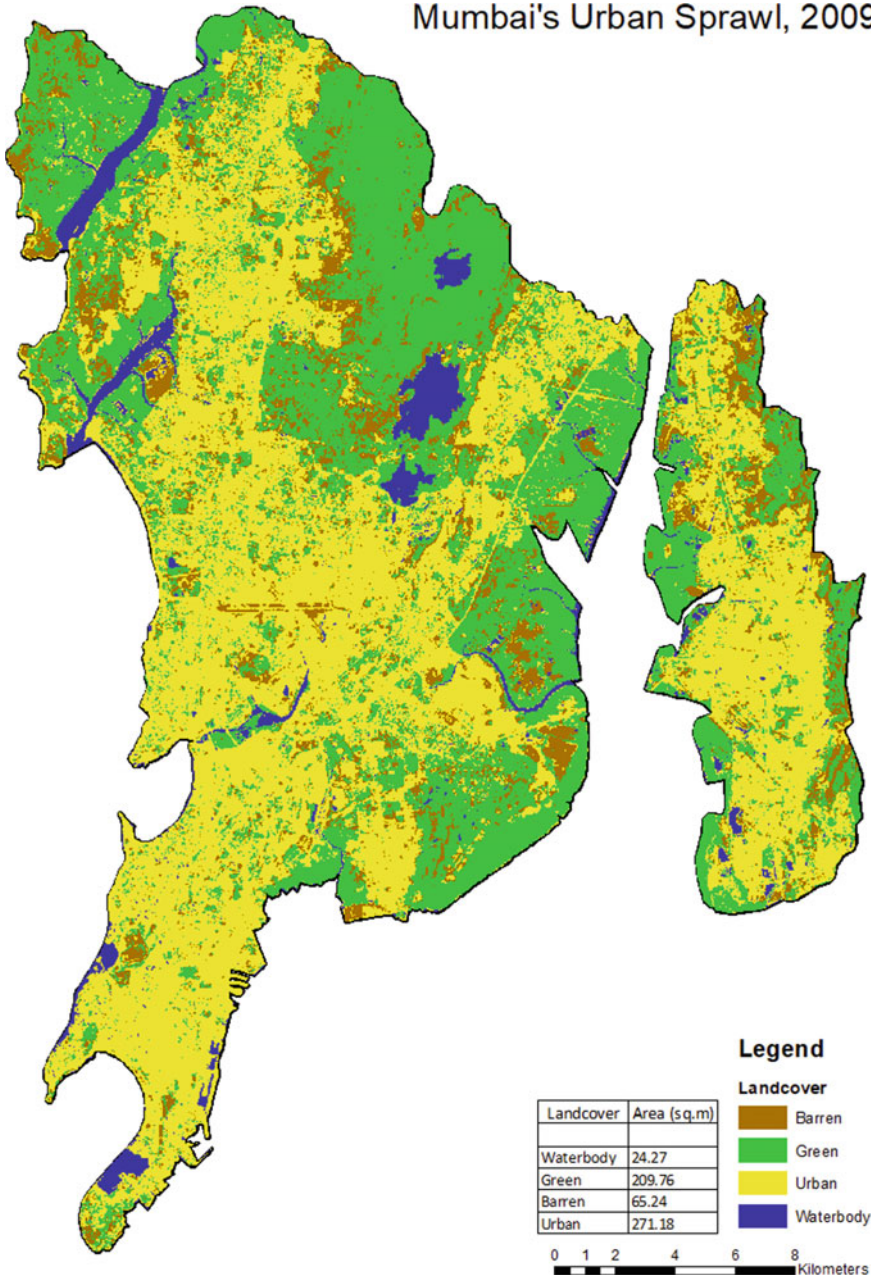 Mumbai's Urban Sprawl, 2009
Legend
Landcover
Barren
Green
Urban
Waterbody
Landcover Area (sq.m)
Waterbody 24.27
Green 209.76
Barren 65.24
Urban 271.18
0 1 2 4 6 8
Kilometers